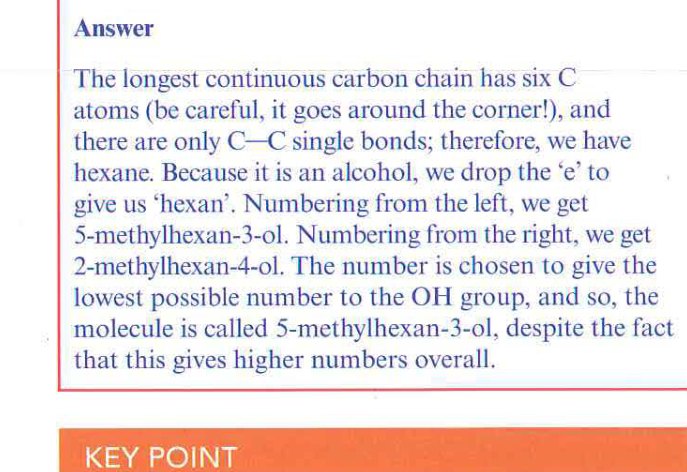 Answer
The longest continuous carbon chain has six C
atoms (be careful, it goes around the corner!), and
there are only C—C single bonds; therefore, we have
hexane. Because it is an alcohol, we drop the ‘e’ to
give us ‘hexan’. Numbering from the left, we get
5-methylhexan-3-ol. Numbering from the right, we get
2-methylhexan-4-ol. The number is chosen to give the
lowest possible number to the OH group, and so, the
molecule is called 5-methylhexan-3-ol, despite the fact
that this gives higher numbers overall.
KEY POINT